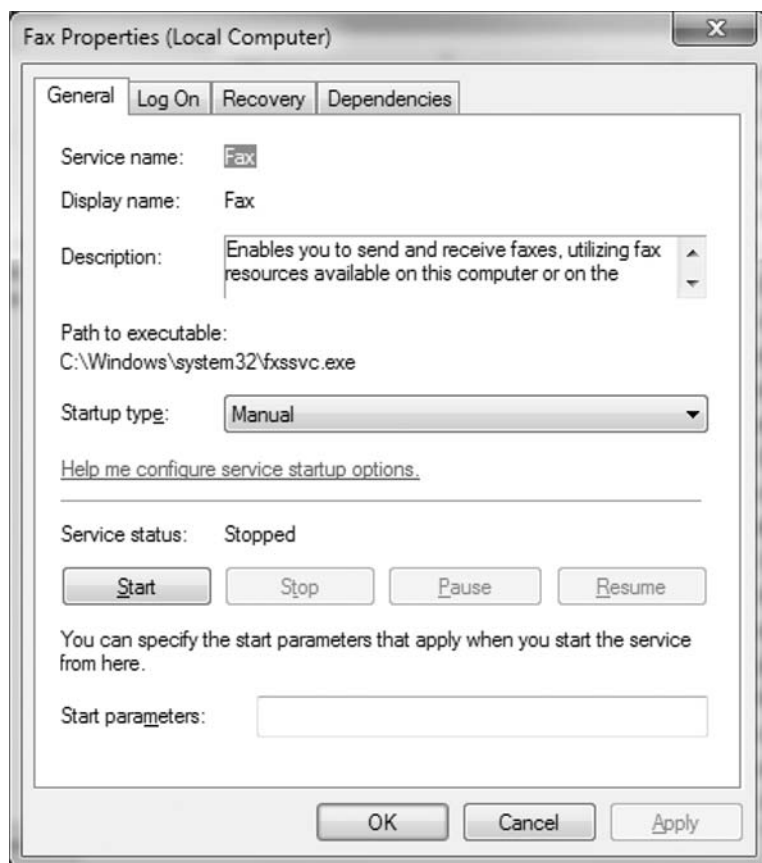 Fax Properties (Local Computer)
General Log On Recovery Dependencies
Service name: Fax
Display name: Fax
Description: Enables you to send and receive faxes, utilizing fax
resources available on this computer or on the
Path to executable:
C:\Windows\system32\fxssvc.exe
Startup type: Manual
Help me configure service startup options.
Service status: Stopped
Start Stop Pause Resume
You can specify the start parameters that apply when you start the service
from here.
Start parameters:
OK Cancel Apply